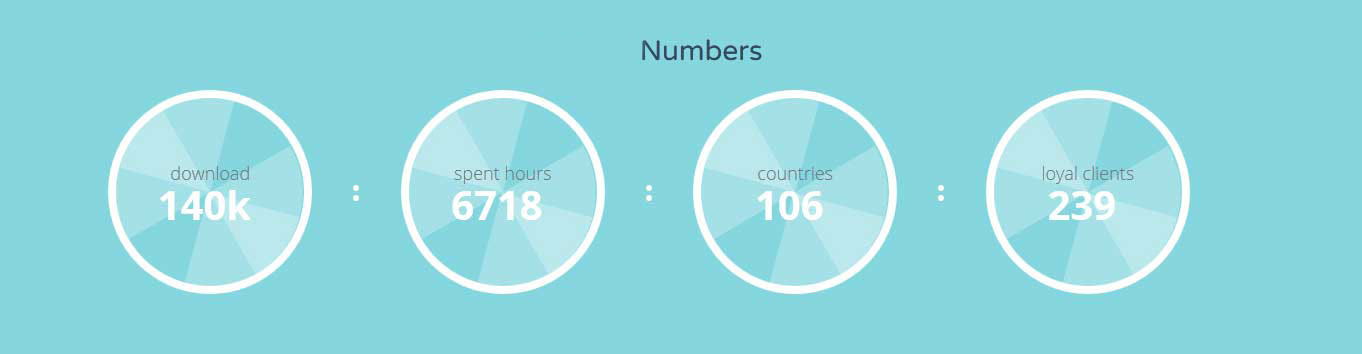 Numbers
download
140k
:
spent hours
6718
:
countries
106
:
loyal clients
239